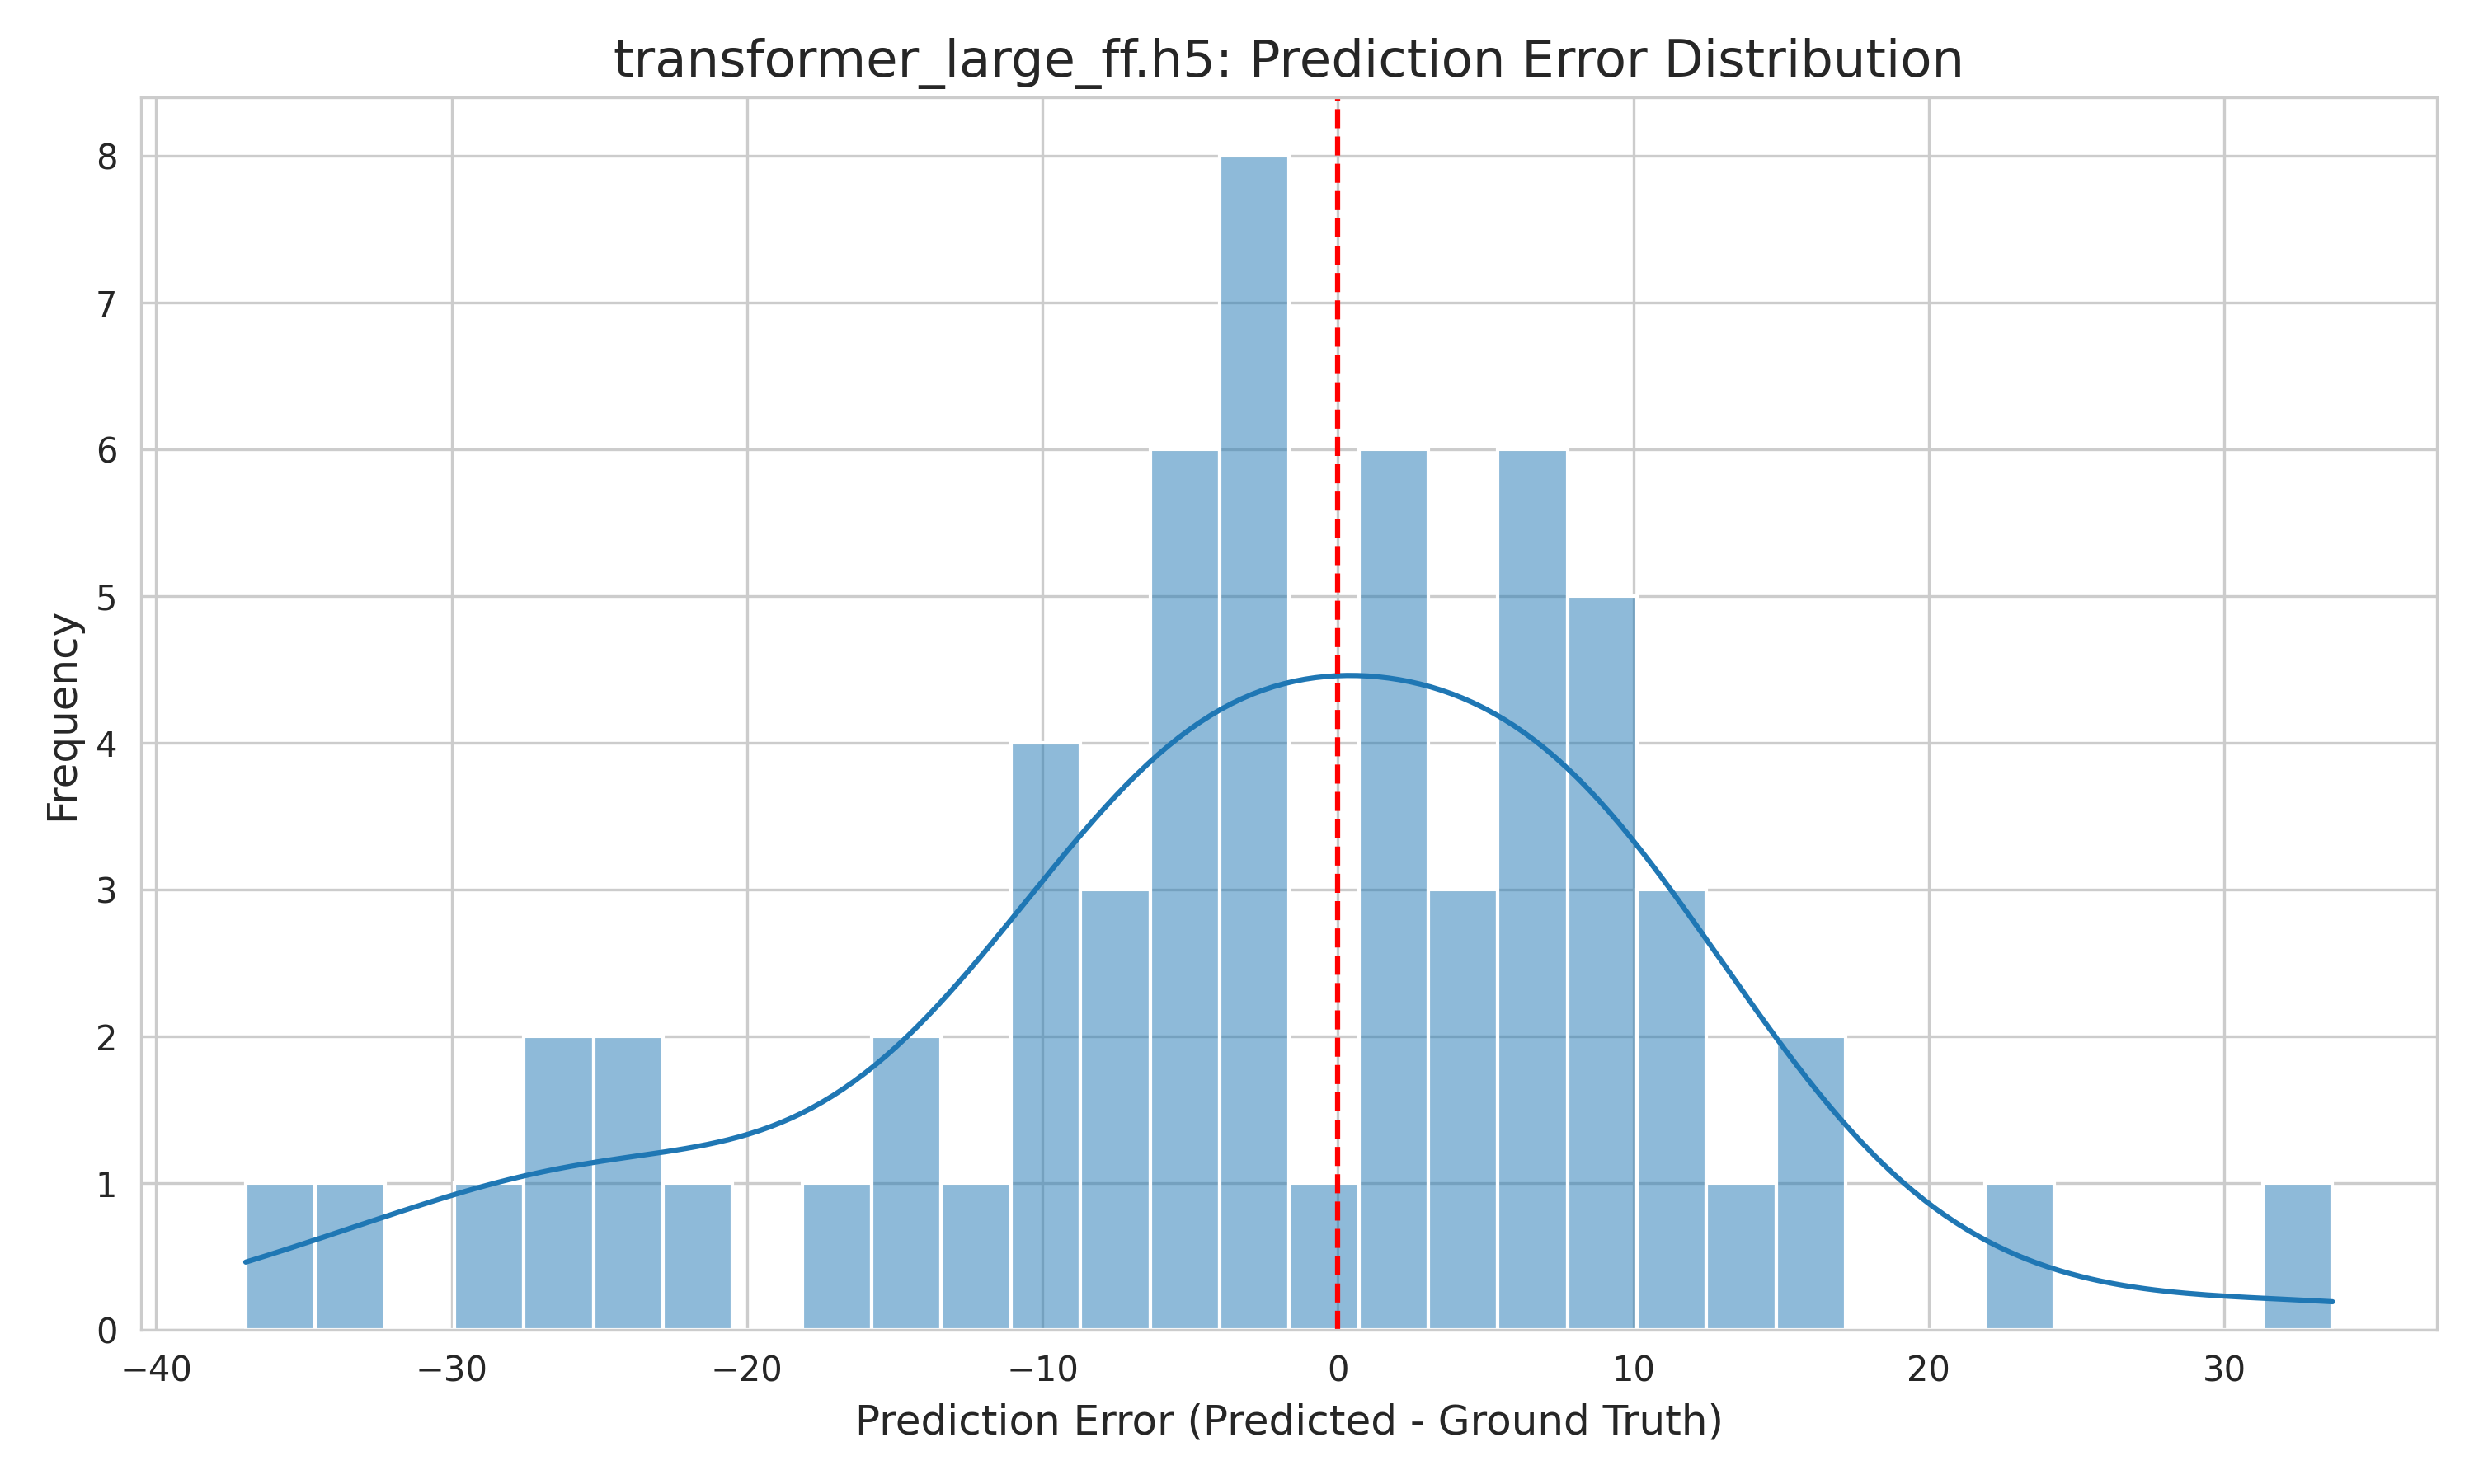 transformer_large_ff.h5: Prediction Error Distribution
8
7
6
5
4
3
2
1
0
Frequency
−40 −30 −20 −10 0 10 20 30
Prediction Error (Predicted - Ground Truth)